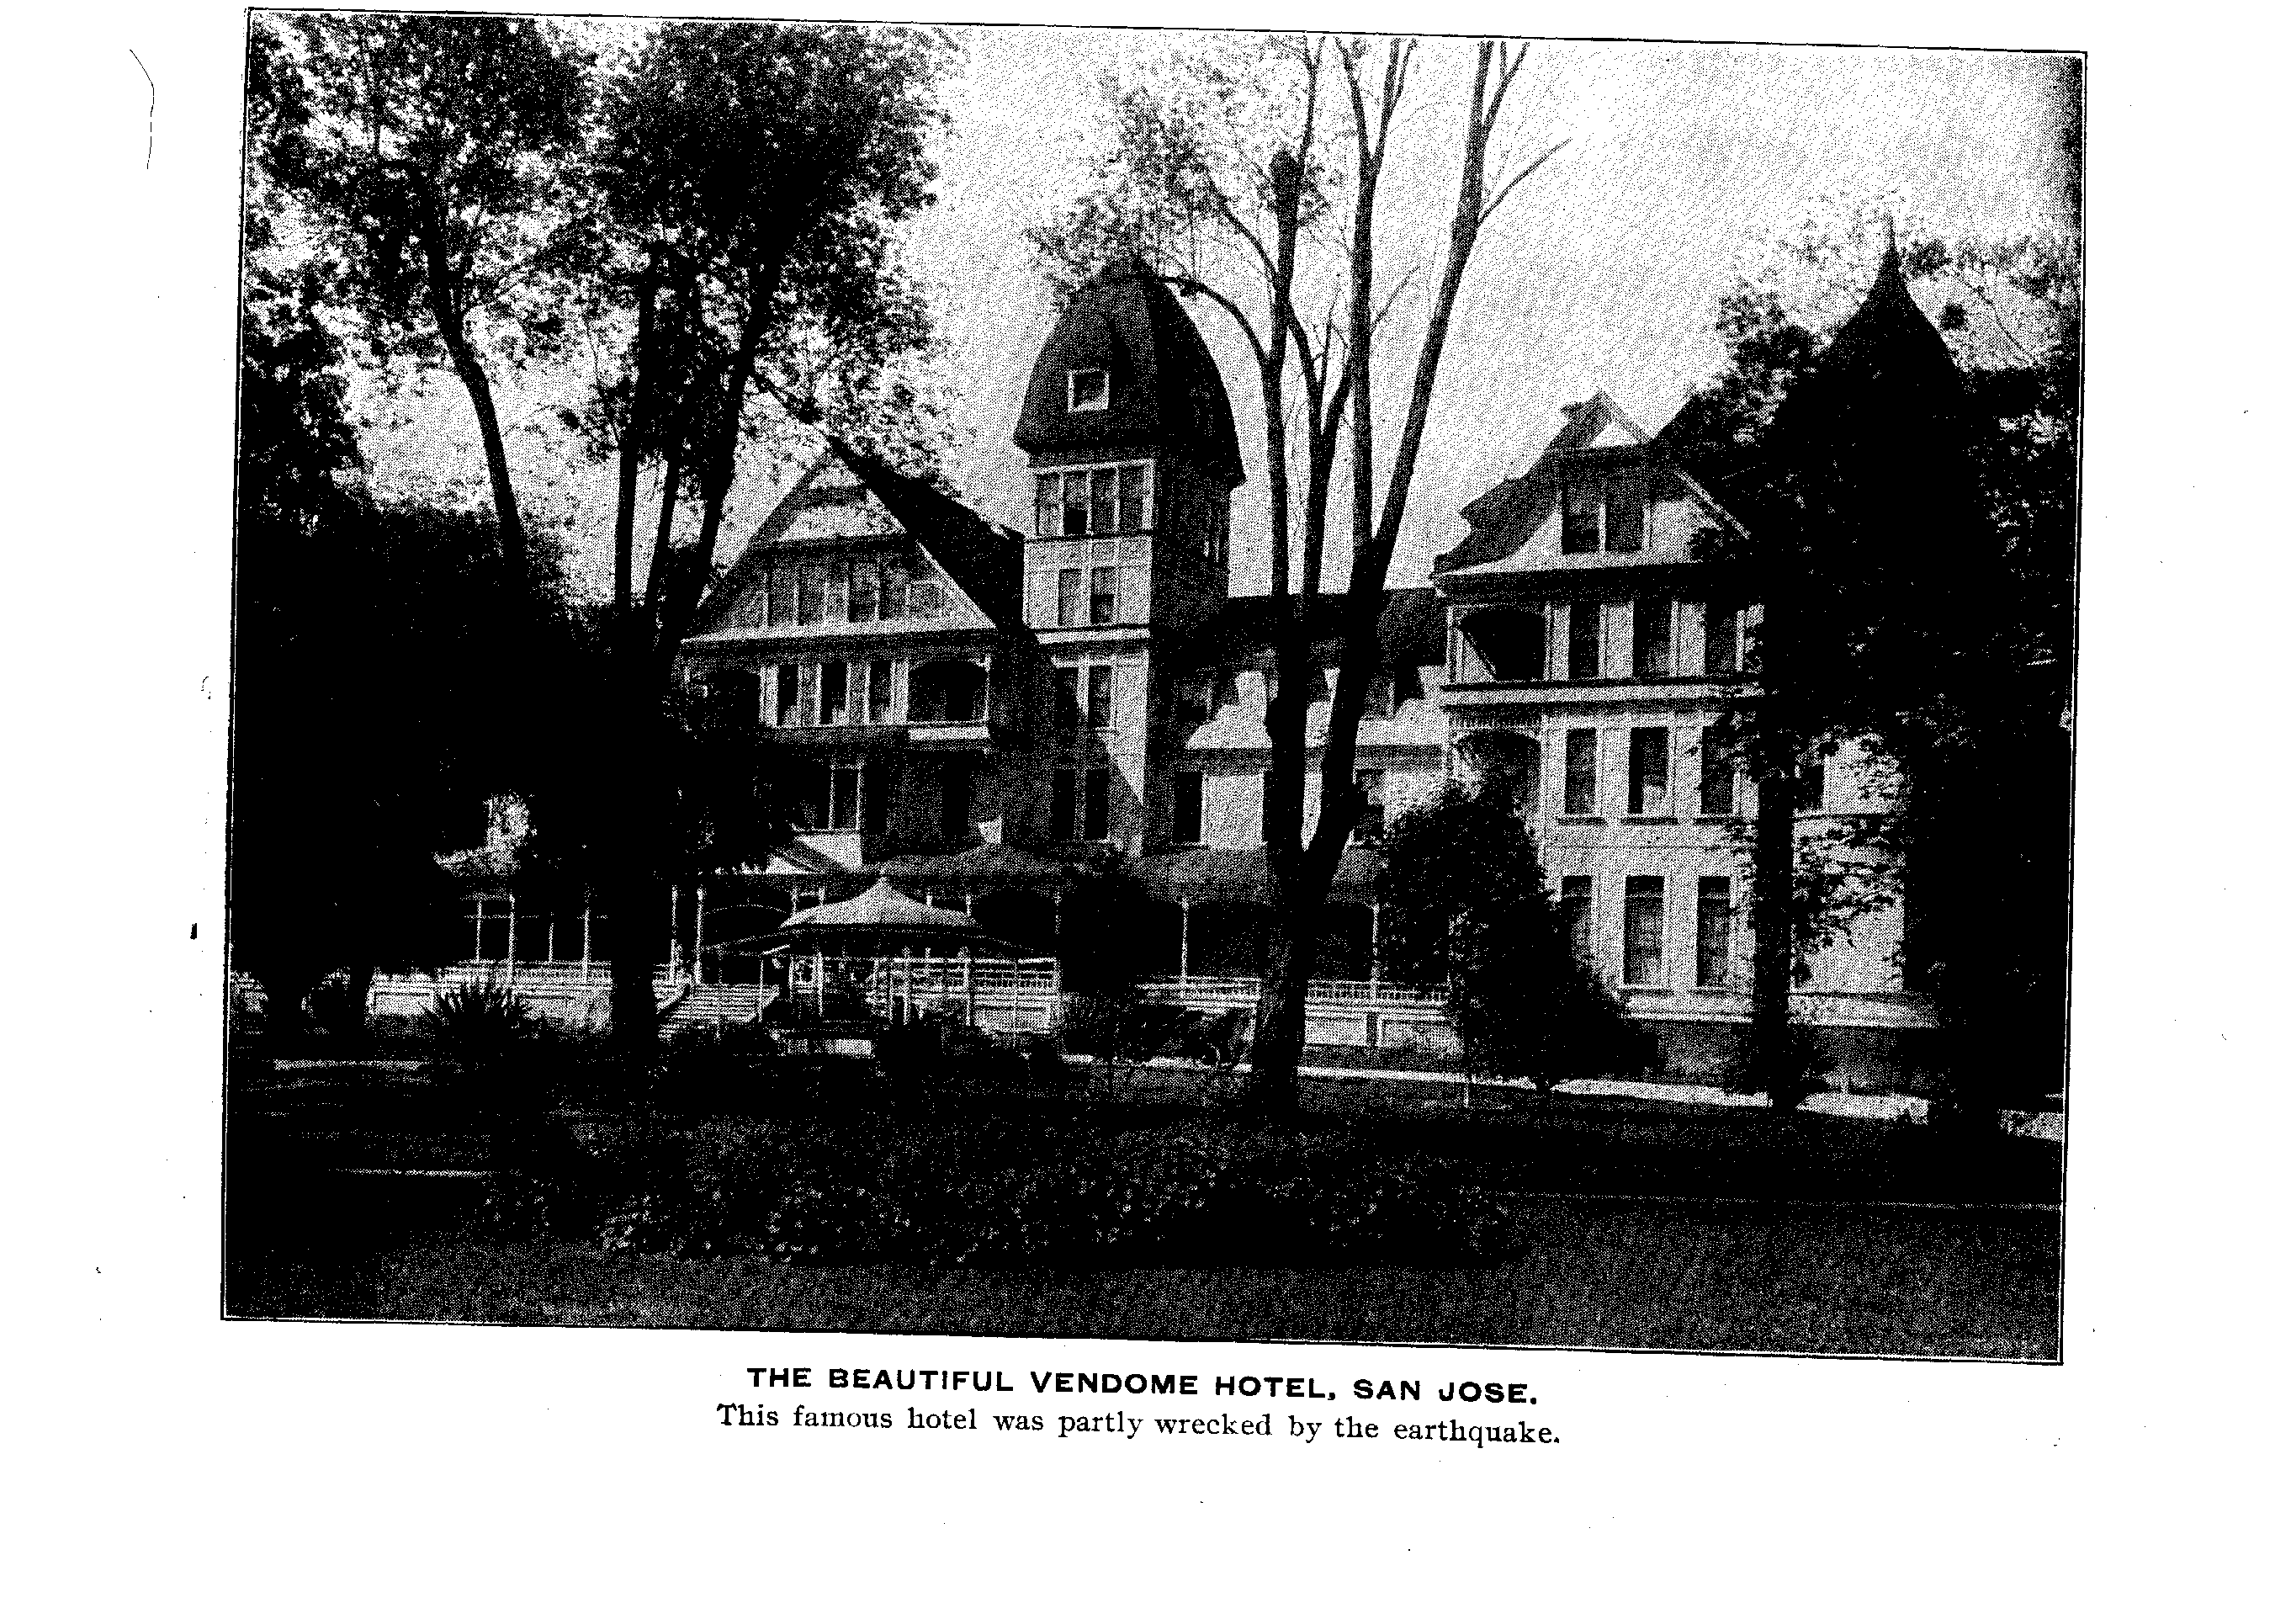 THE BEAUTIFUL VENDOME HOTEL, SAN JOSE.
This famous hotel was partly wrecked by the earthquake.